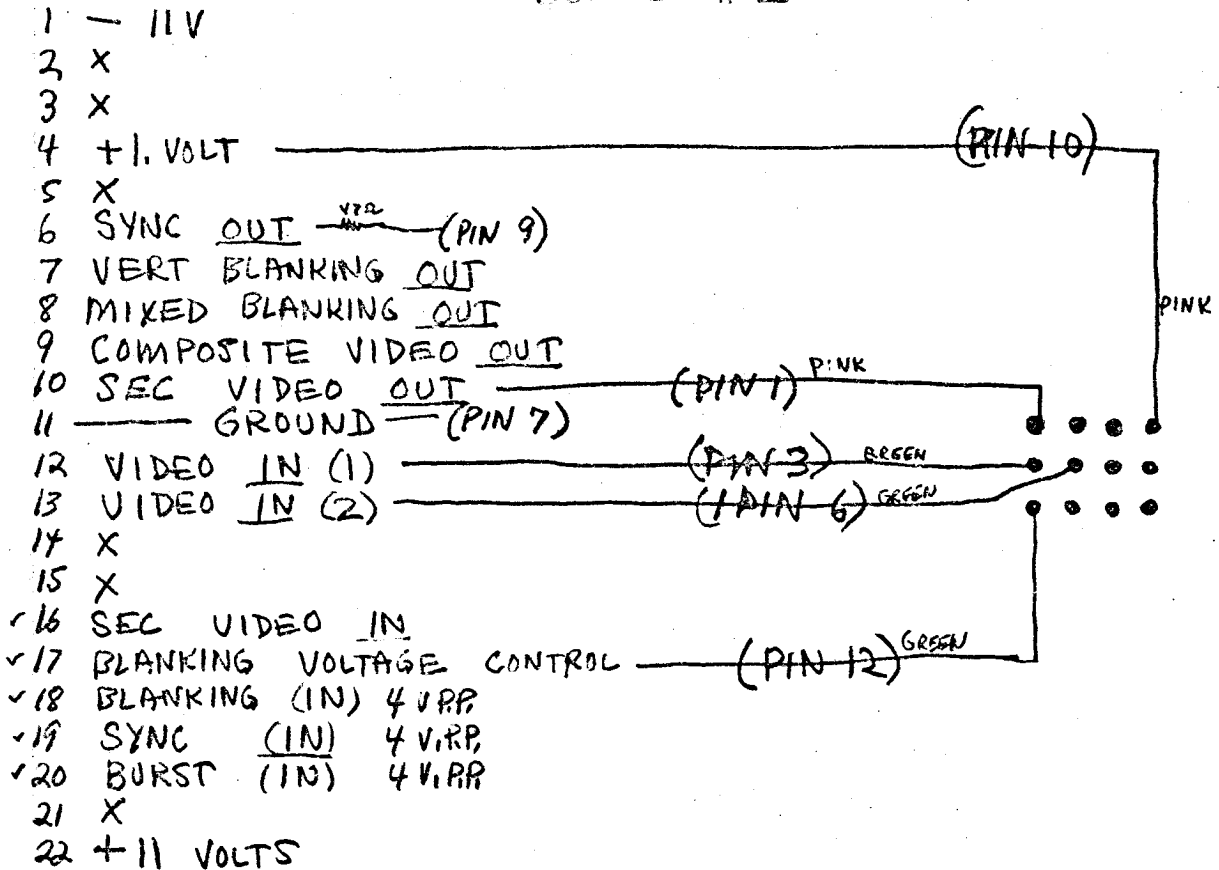 1 — 11V
2 X
3 X
4 +1. VOLT (PIN 10)
5 X
6 SYNC OUT (PIN 9)
7 VERT BLANKING OUT
8 MIXED BLANKING OUT
PINK
9 COMPOSITE VIDEO OUT
10 SEC VIDEO OUT (PIN 1) PINK
11 — GROUND — (PIN 7)
12 VIDEO IN (1) (PIN 3) GREEN
13 VIDEO IN (2) (PIN 6) GREEN
14 X
15 X
✓16 SEC VIDEO IN
✓17 BLANKING VOLTAGE CONTROL (PIN 12) GREEN
✓18 BLANKING (IN) 4 V.P.P.
✓19 SYNC (IN) 4 V.P.P.
✓20 BURST (IN) 4 V.P.P.
21 X
22 +11 VOLTS